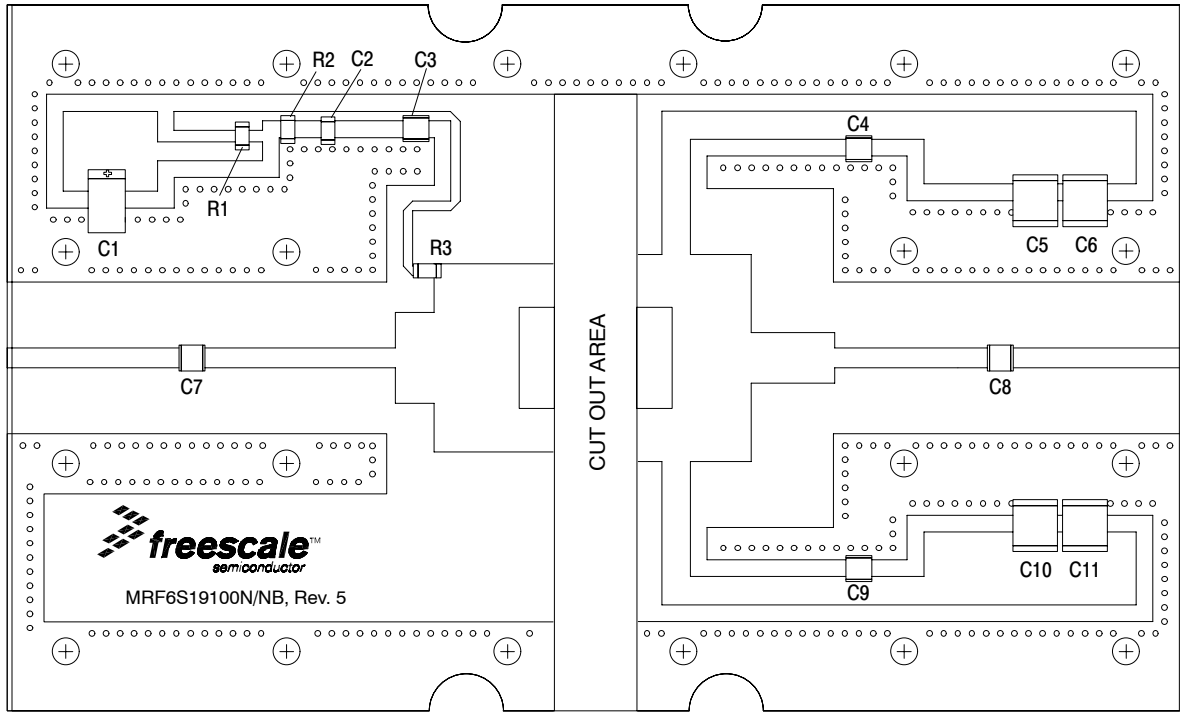 R2 C2 C3
C4
R1
C1
C5 C6
R3
CUT OUT AREA
C7
C8
freescale™
semiconductor
MRF6S19100N/NB, Rev. 5
C10 C11
C9